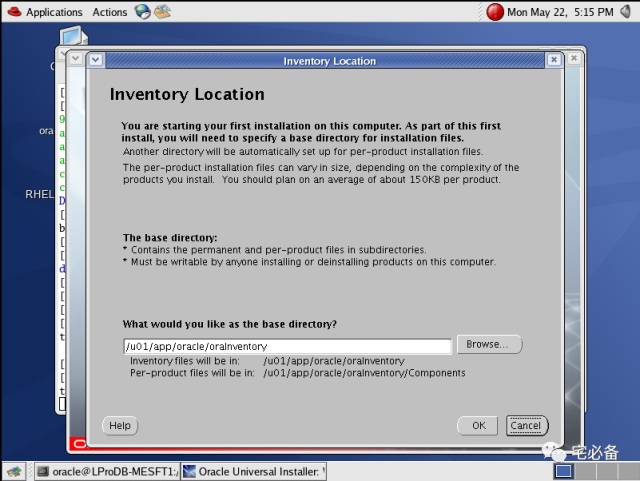 Applications Actions
Mon May 22, 5:15 PM
Inventory Location
Inventory Location
You are starting your first installation on this computer. As part of this first
install, you will need to specify a base directory for installation files.
Another directory will be automatically set up for per-product installation files.
The per-product installation files can vary in size, depending on the complexity of the
products you install. You should plan on an average of about 150KB per product.
The base directory:
* Contains the permanent and per-product files in subdirectories.
* Must be writable by anyone installing or deinstalling products on this computer.
What would you like as the base directory?
/u01/app/oracle/oraInventory
Browse...
Inventory files will be in: /u01/app/oracle/oraInventory
Per-product files will be in: /u01/app/oracle/oraInventory/Components
Help
OK
Cancel
ora
RHEL
[
[
9
a
a
a
a
c
c
D
[
b
[
[
d
[
[
[
[
t
[
[
t
宅必备
oracle@LProDB-MESFT1:/
Oracle Universal Installer: